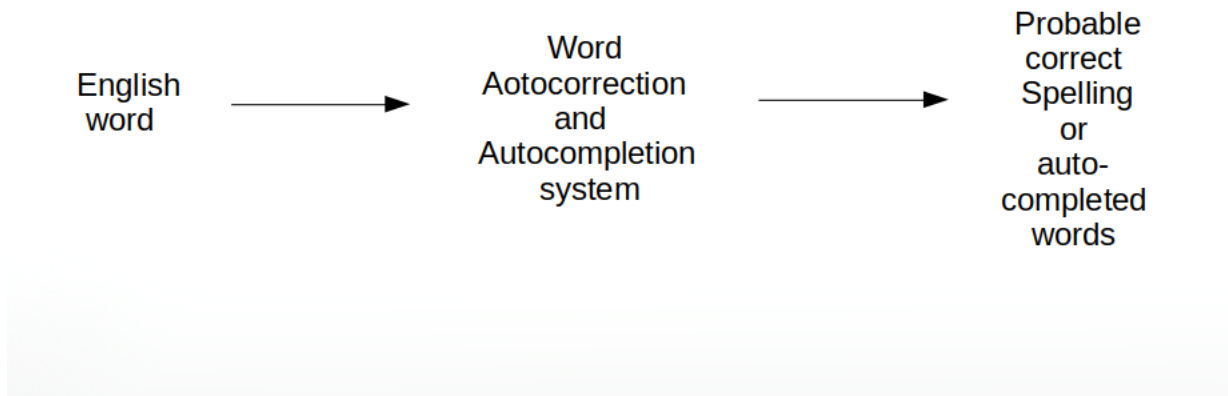 English
word
Word
Aotocorrection
and
Autocompletion
system
Probable
correct
Spelling
or
auto-
completed
words